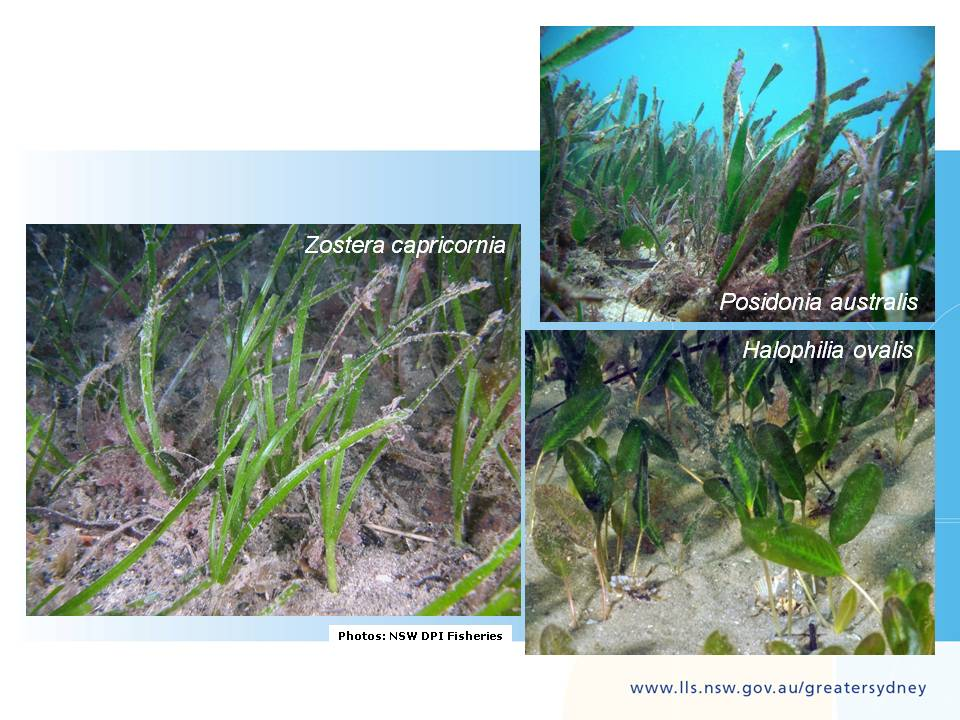 Posidonia australis
Zostera capricornia
Halophilia ovalis
Photos: NSW DPI Fisheries
www.lls.nsw.gov.au/greatersydney